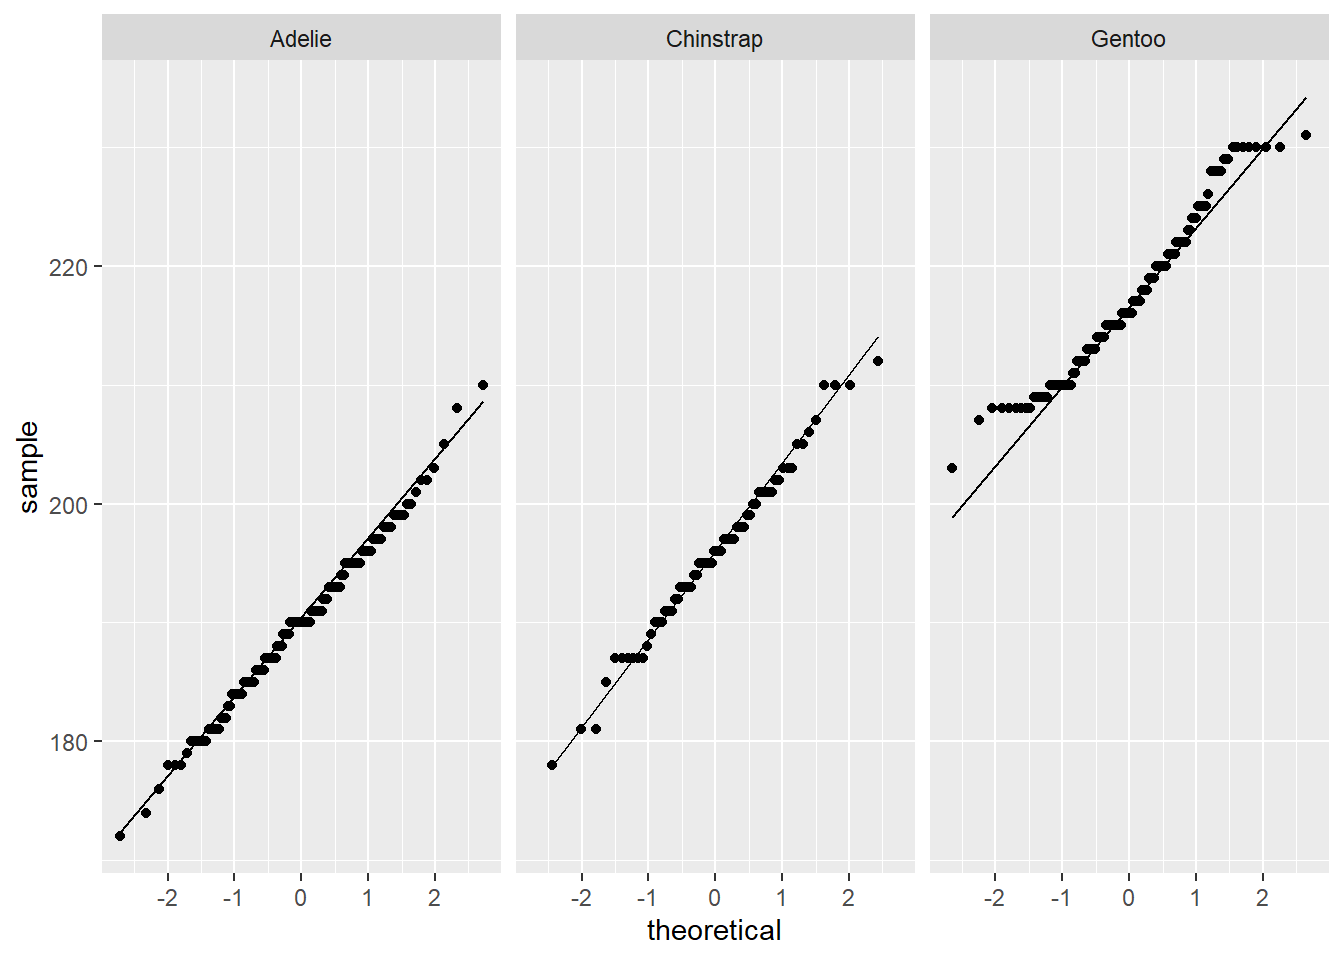 Adelie Chinstrap Gentoo
220
200
180
sample
-2 -1 0 1 2 -2 -1 0 1 2 -2 -1 0 1 2
theoretical